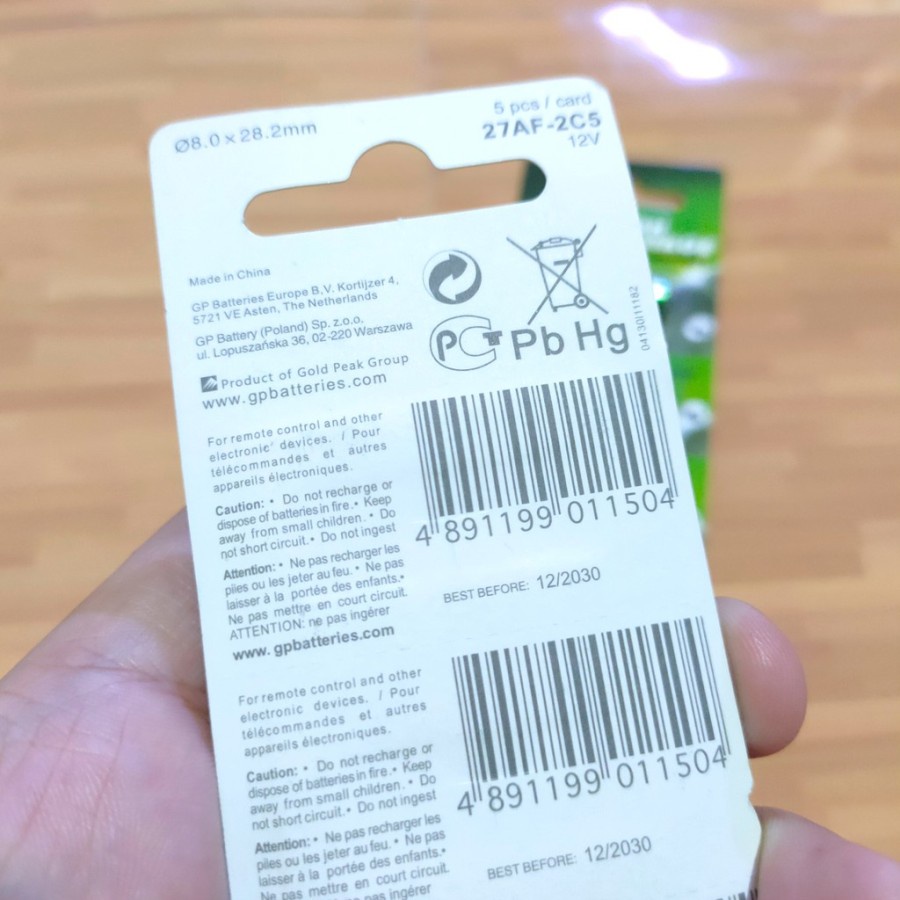 Ø8.0 x 28.2mm
5 pcs / card
27AF-2C5
12V
Made in China
GP Batteries Europe B.V. Kortijzer 4,
5721 VE Asten, The Netherlands
GP Battery (Poland) Sp. z.o.o.
ul. Lopuszańska 36, 02-220 Warszawa
Product of Gold Peak Group
www.gpbatteries.com
PCT Pb Hg
04130I11182
For remote control and other
electronic devices. / Pour
télécommandes et autres
appareils électroniques.
Caution: • Do not recharge or
dispose of batteries in fire. • Keep
away from small children. • Do
not short circuit. • Do not ingest
Attention: • Ne pas recharger les
piles ou les jeter au feu. • Ne pas
laisser à la portée des enfants.•
Ne pas mettre en court circuit.
ATTENTION: ne pas ingérer
www.gpbatteries.com
4 891199 011504
BEST BEFORE: 12/2030
For remote control and other
electronic devices. / Pour
télécommandes et autres
appareils électroniques.
Caution: • Do not recharge or
dispose of batteries in fire. • Keep
away from small children. • Do
not short circuit. • Do not ingest
Attention: • Ne pas recharger les
piles ou les jeter au feu. • Ne pas
laisser à la portée des enfants.•
Ne pas mettre en court circuit.
ne pas ingérer
4 891199 011504
BEST BEFORE: 12/2030